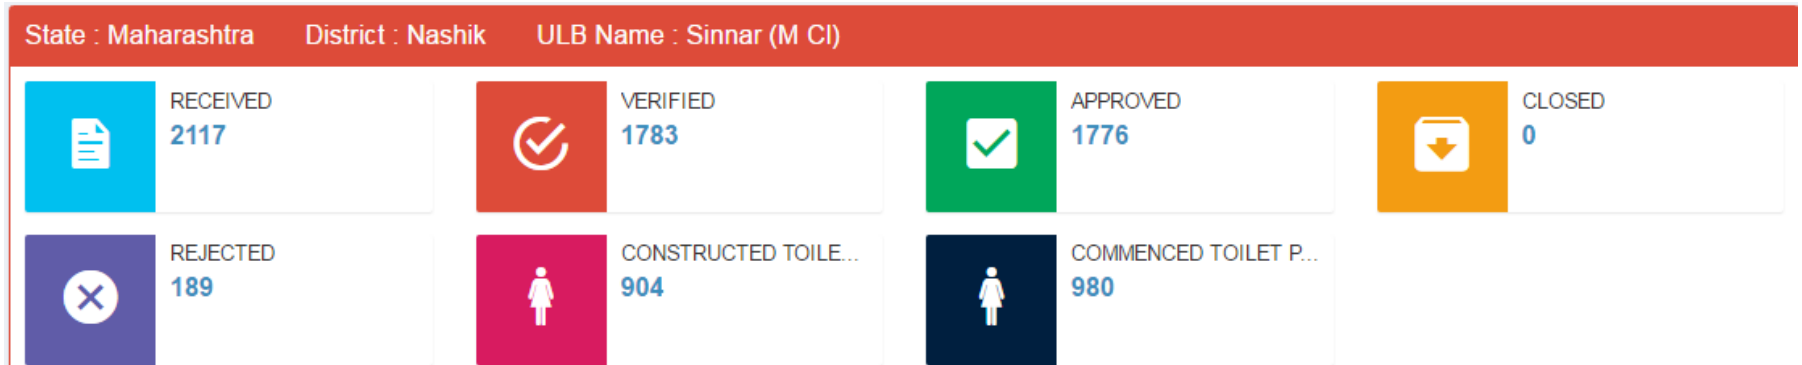 State : Maharashtra District : Nashik ULB Name : Sinnar (M Cl)
RECEIVED
2117
VERIFIED
1783
APPROVED
1776
CLOSED
0
REJECTED
189
CONSTRUCTED TOILE...
904
COMMENCED TOILET P...
980